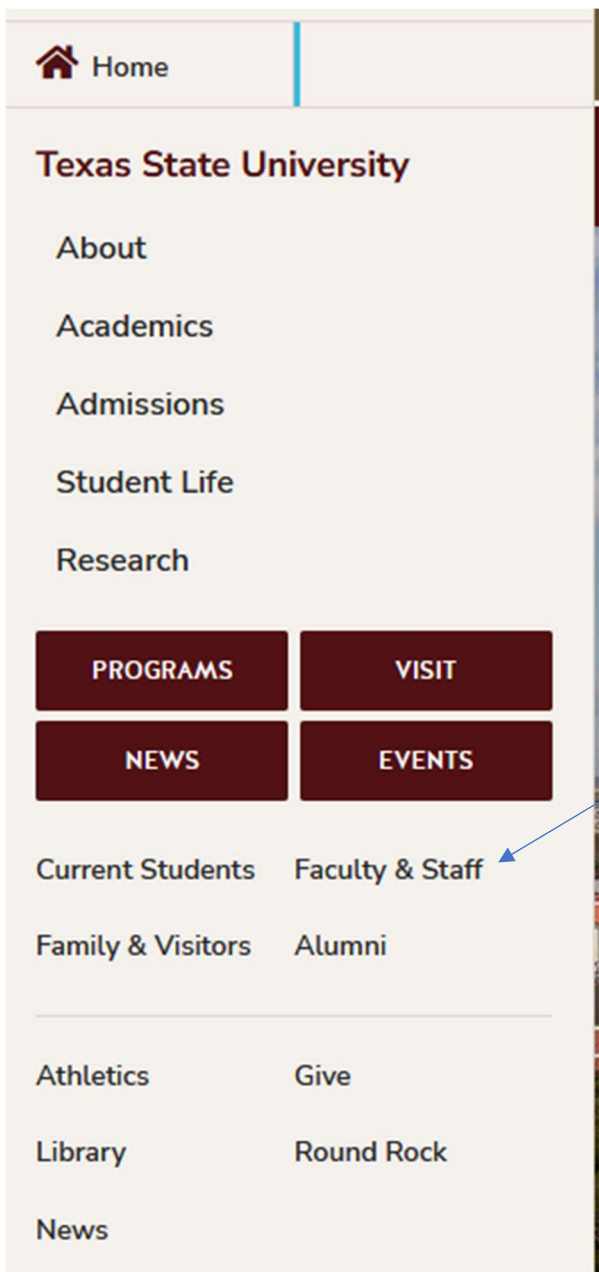 Home
Texas State University
About
Academics
Admissions
Student Life
Research
PROGRAMS VISIT
NEWS EVENTS
Current Students Faculty & Staff
Family & Visitors Alumni
Athletics Give
Library Round Rock
News